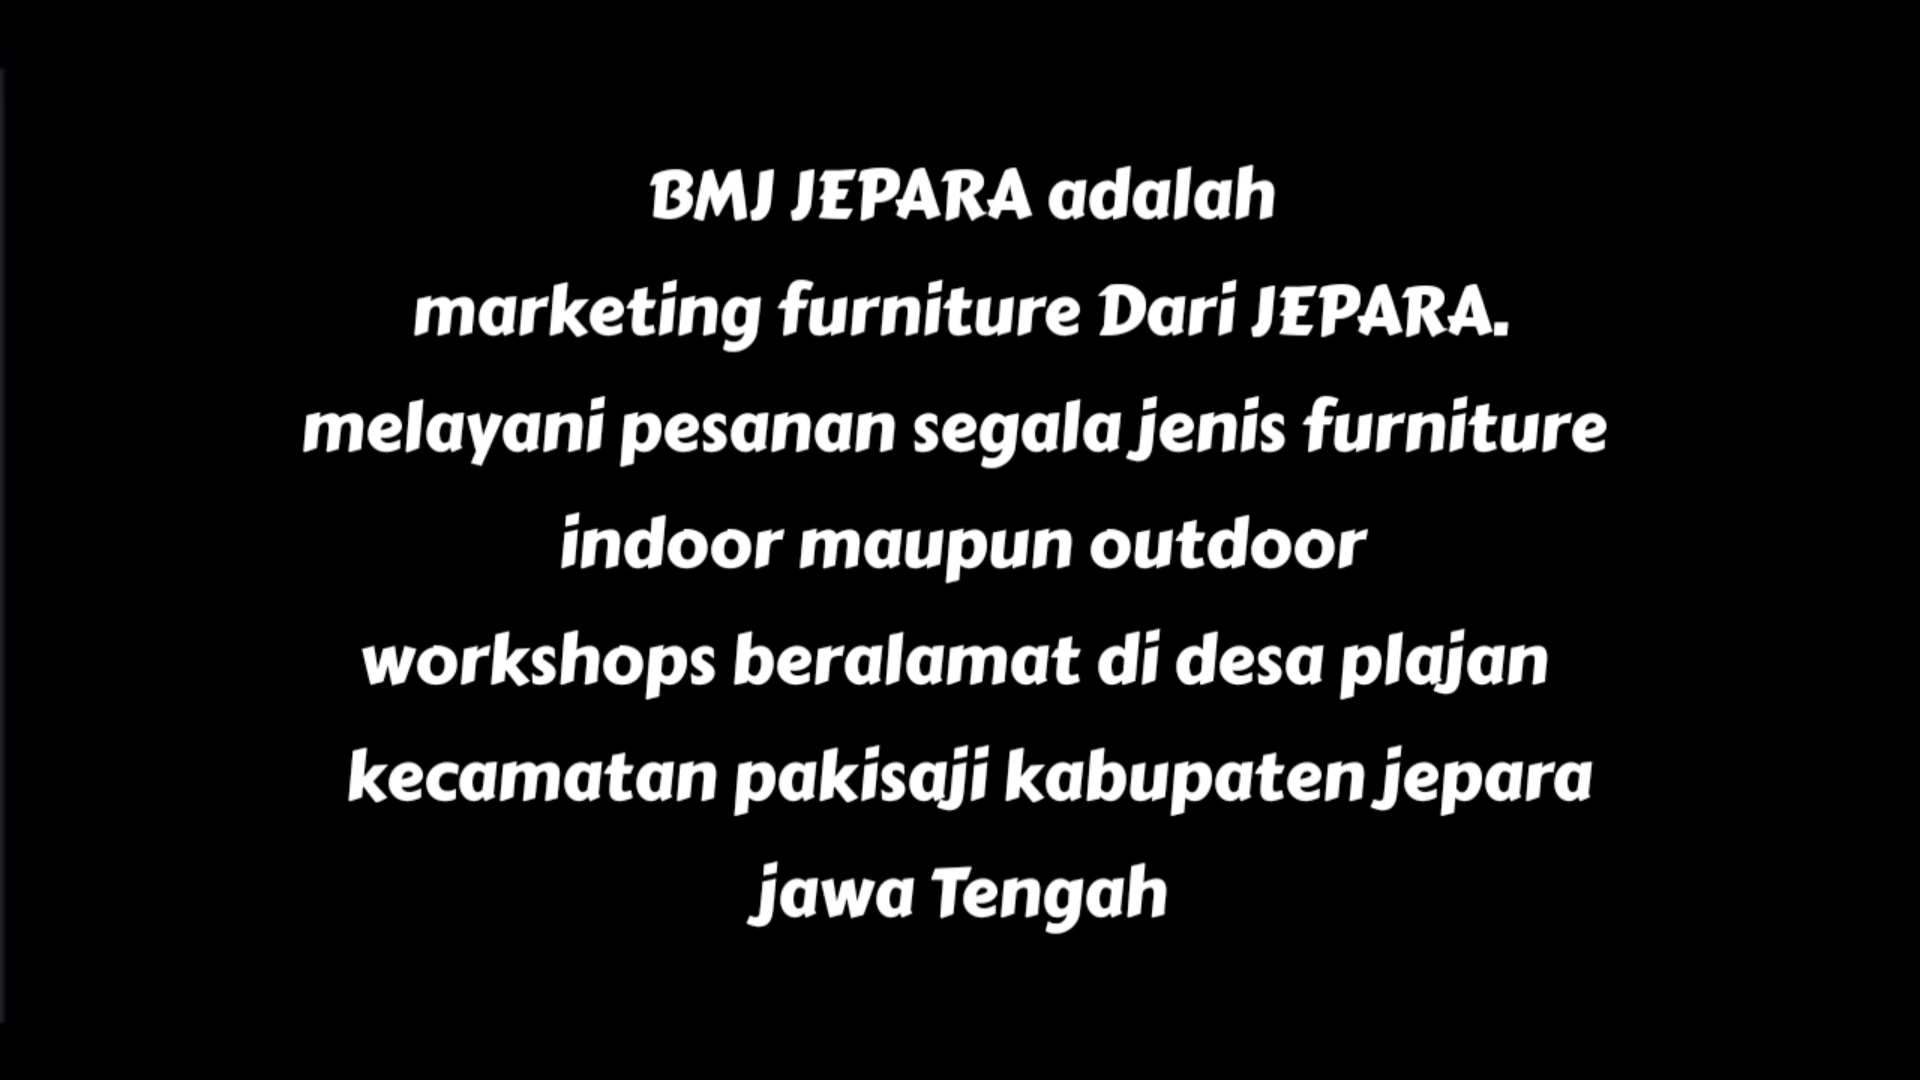 BMJ JEPARA adalah
marketing furniture Dari JEPARA.
melayani pesanan segala jenis furniture
indoor maupun outdoor
workshops beralamat di desa plajan
kecamatan pakisaji kabupaten jepara
jawa Tengah